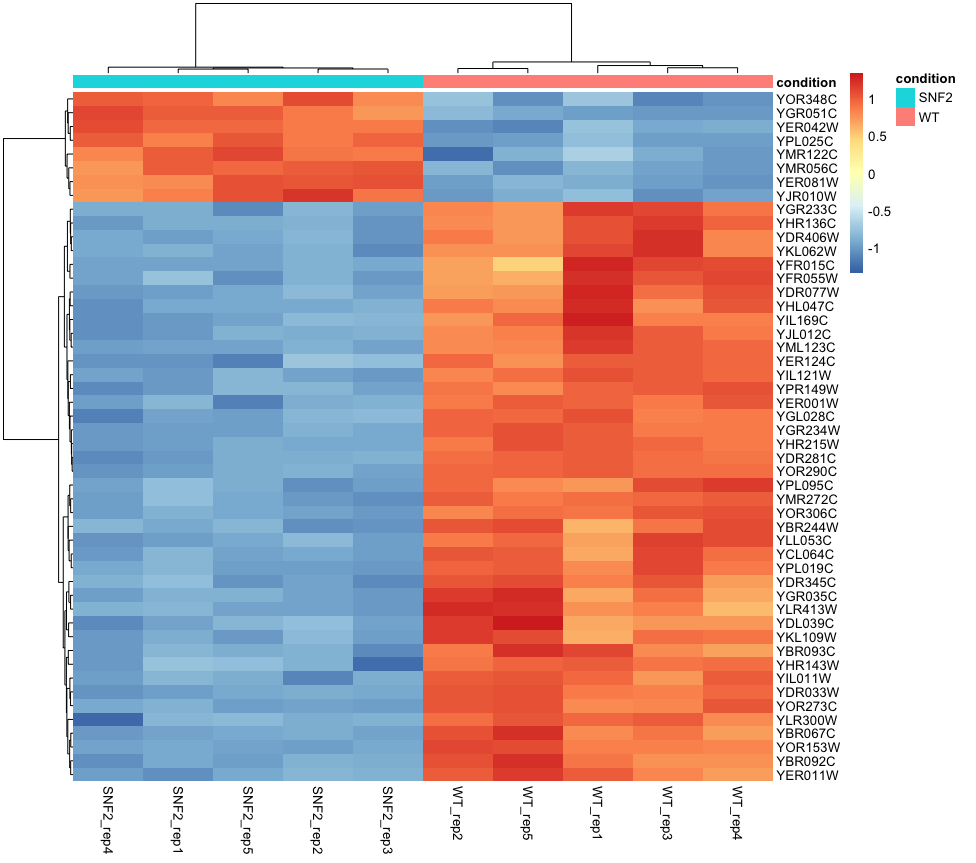 condition
condition
SNF2
WT
1
0.5
0
-0.5
-1
YOR348C
YGR051C
YER042W
YPL025C
YMR122C
YMR056C
YER081W
YJR010W
YGR233C
YHR136C
YDR406W
YKL062W
YFR015C
YFR055W
YDR077W
YHL047C
YIL169C
YJL012C
YML123C
YER124C
YIL121W
YPR149W
YER001W
YGL028C
YGR234W
YHR215W
YDR281C
YOR290C
YPL095C
YMR272C
YOR306C
YBR244W
YLL053C
YCL064C
YPL019C
YDR345C
YGR035C
YLR413W
YDL039C
YKL109W
YBR093C
YHR143W
YIL011W
YDR033W
YOR273C
YLR300W
YBR067C
YOR153W
YBR092C
YER011W
SNF2_rep4
SNF2_rep1
SNF2_rep5
SNF2_rep2
SNF2_rep3
WT_rep2
WT_rep5
WT_rep1
WT_rep3
WT_rep4